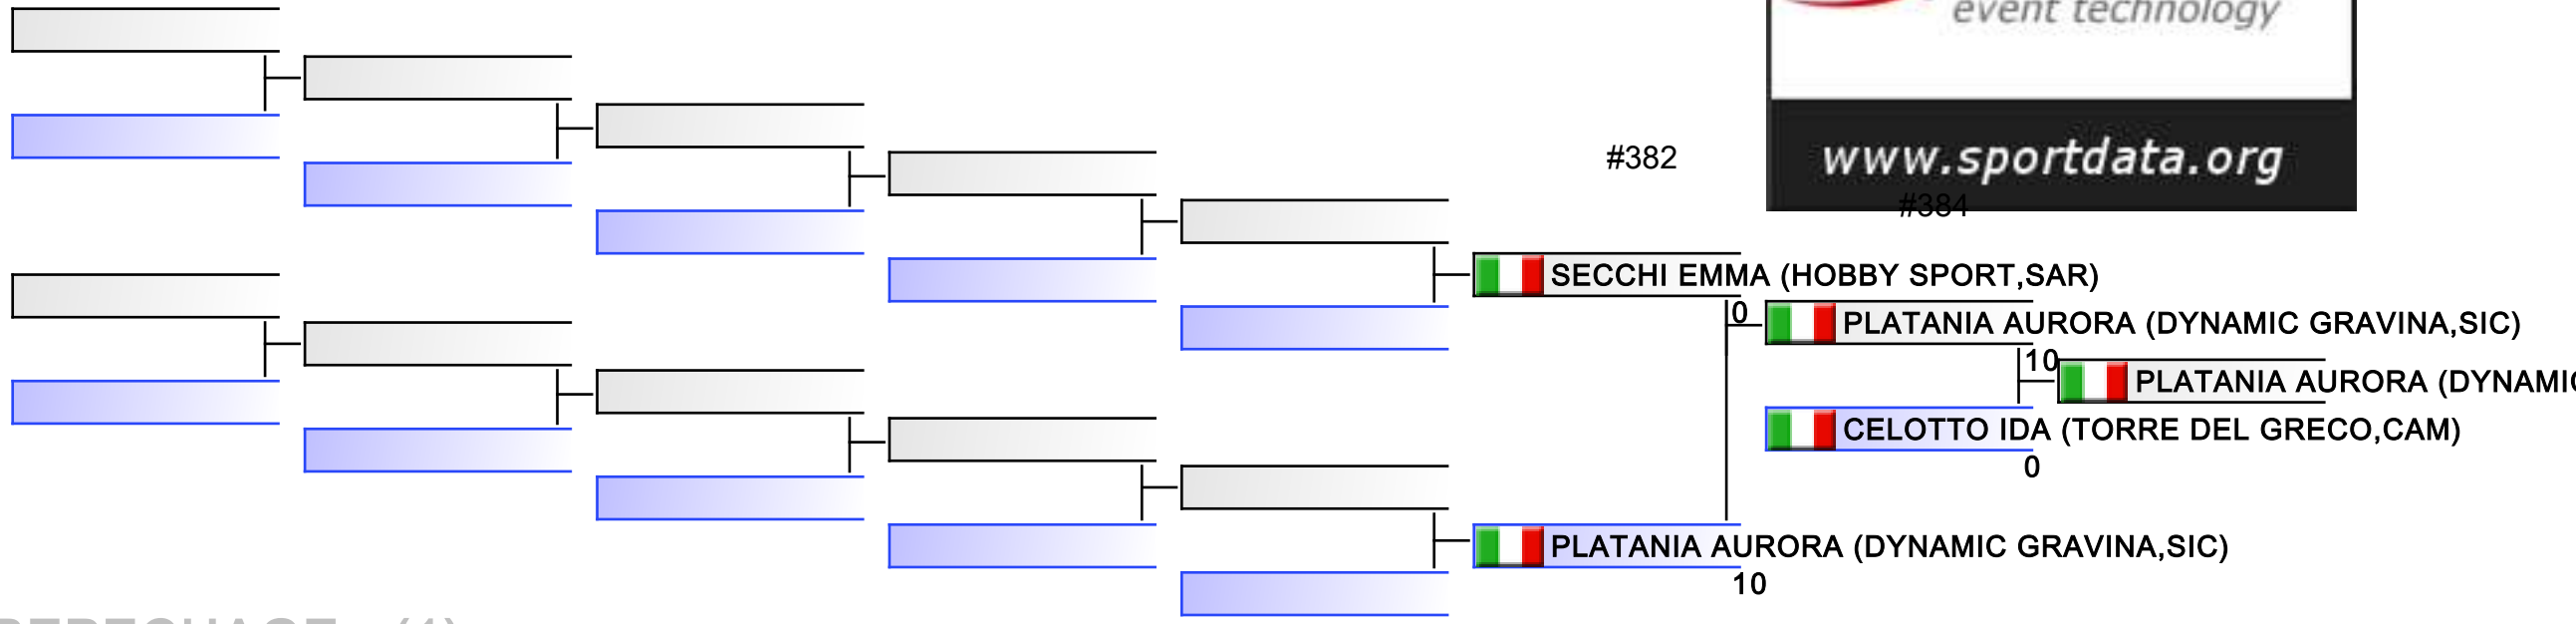 event technology
#382
www.sportdata.org
#384
SECCHI EMMA (HOBBY SPORT,SAR)
0
PLATANIA AURORA (DYNAMIC GRAVINA,SIC)
10
PLATANIA AURORA (DYNAMIC
CELOTTO IDA (TORRE DEL GRECO,CAM)
0
PLATANIA AURORA (DYNAMIC GRAVINA,SIC)
10